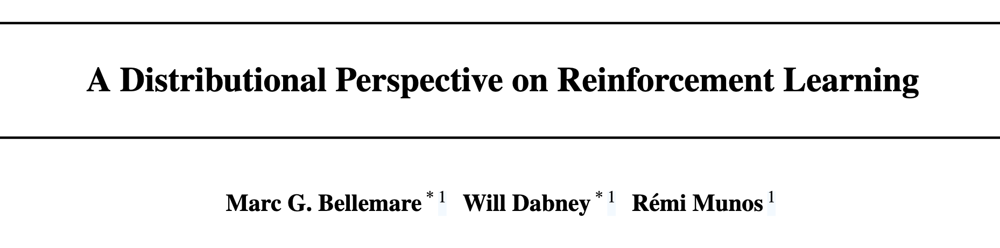 A Distributional Perspective on Reinforcement Learning
Marc G. Bellemare * 1 Will Dabney * 1 Rémi Munos 1